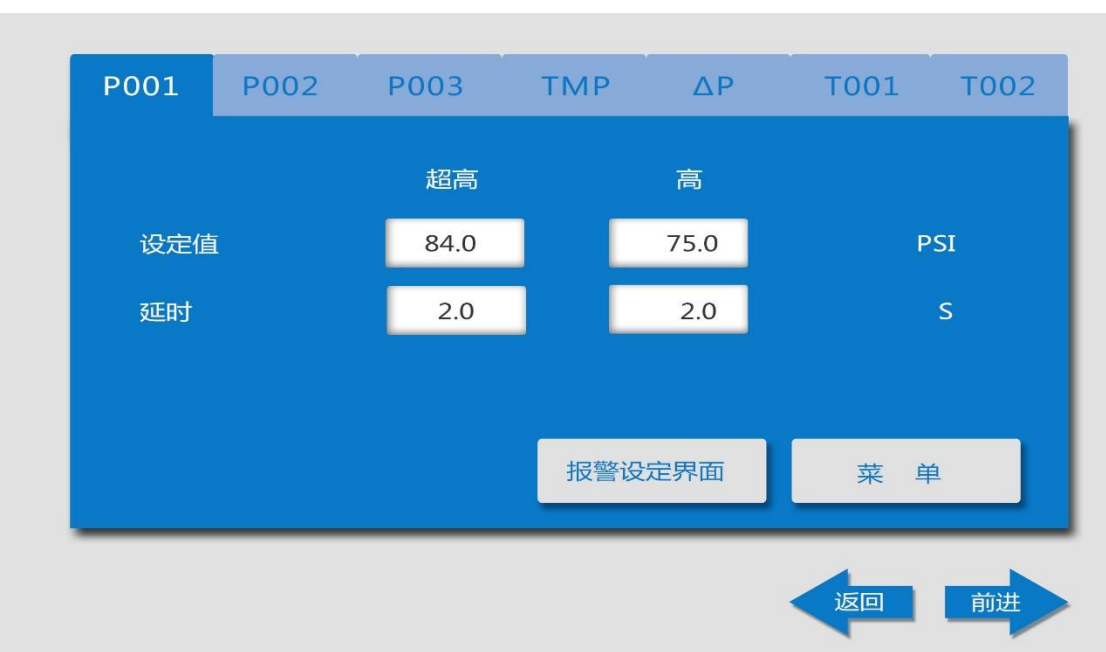 P001 P002 P003 TMP ΔP T001 T002
超高 高
设定值 84.0 75.0 PSI
延时 2.0 2.0 S
报警设定界面 菜 单
返回 前进